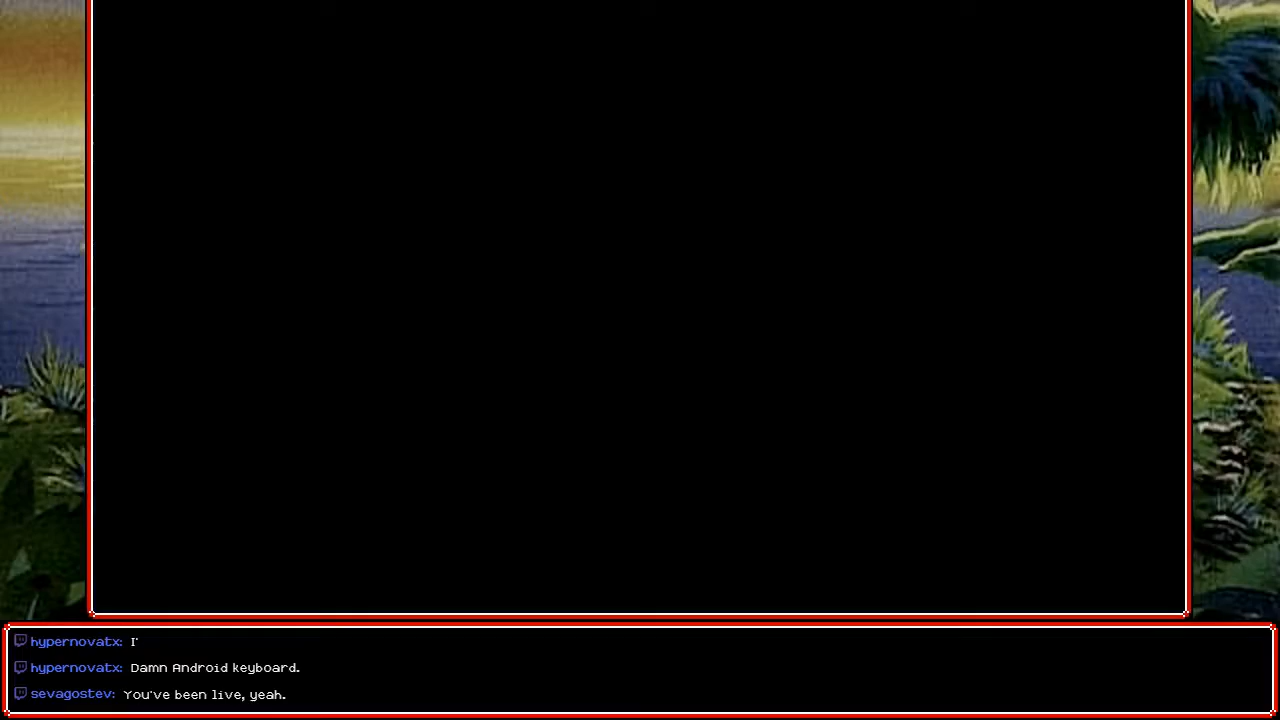 hypernovatx: I'
hypernovatx: Damn Android keyboard.
sevagostev: You've been live, yeah.